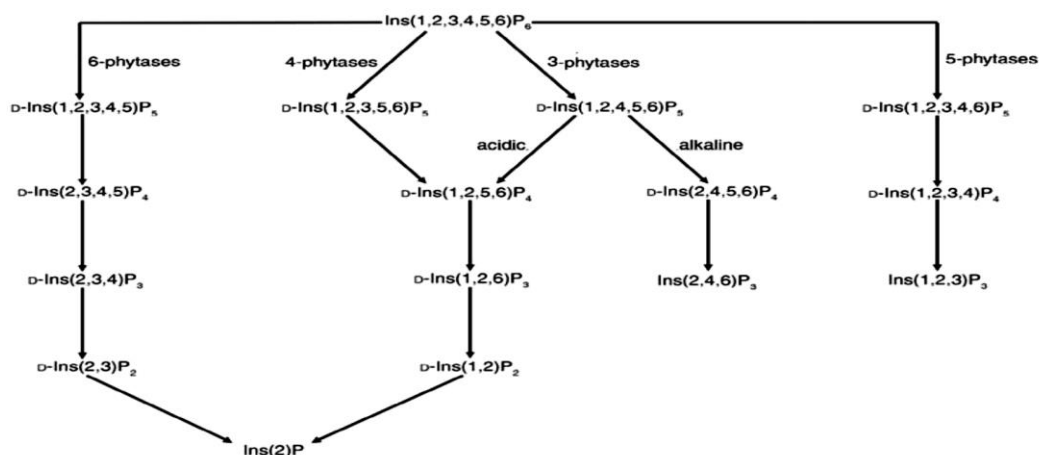 Ins(1,2,3,4,5,6)P₆
6-phytases 4-phytases 3-phytases 5-phytases
D-Ins(1,2,3,4,5)P₅ D-Ins(1,2,3,5,6)P₅ D-Ins(1,2,4,5,6)P₅ D-Ins(1,2,3,4,6)P₅
acidic alkaline
D-Ins(2,3,4,5)P₄ D-Ins(1,2,5,6)P₄ D-Ins(2,4,5,6)P₄ D-Ins(1,2,3,4)P₄
D-Ins(2,3,4)P₃ D-Ins(1,2,6)P₃ Ins(2,4,6)P₃ Ins(1,2,3)P₃
D-Ins(2,3)P₂ D-Ins(1,2)P₂
Ins(2)P